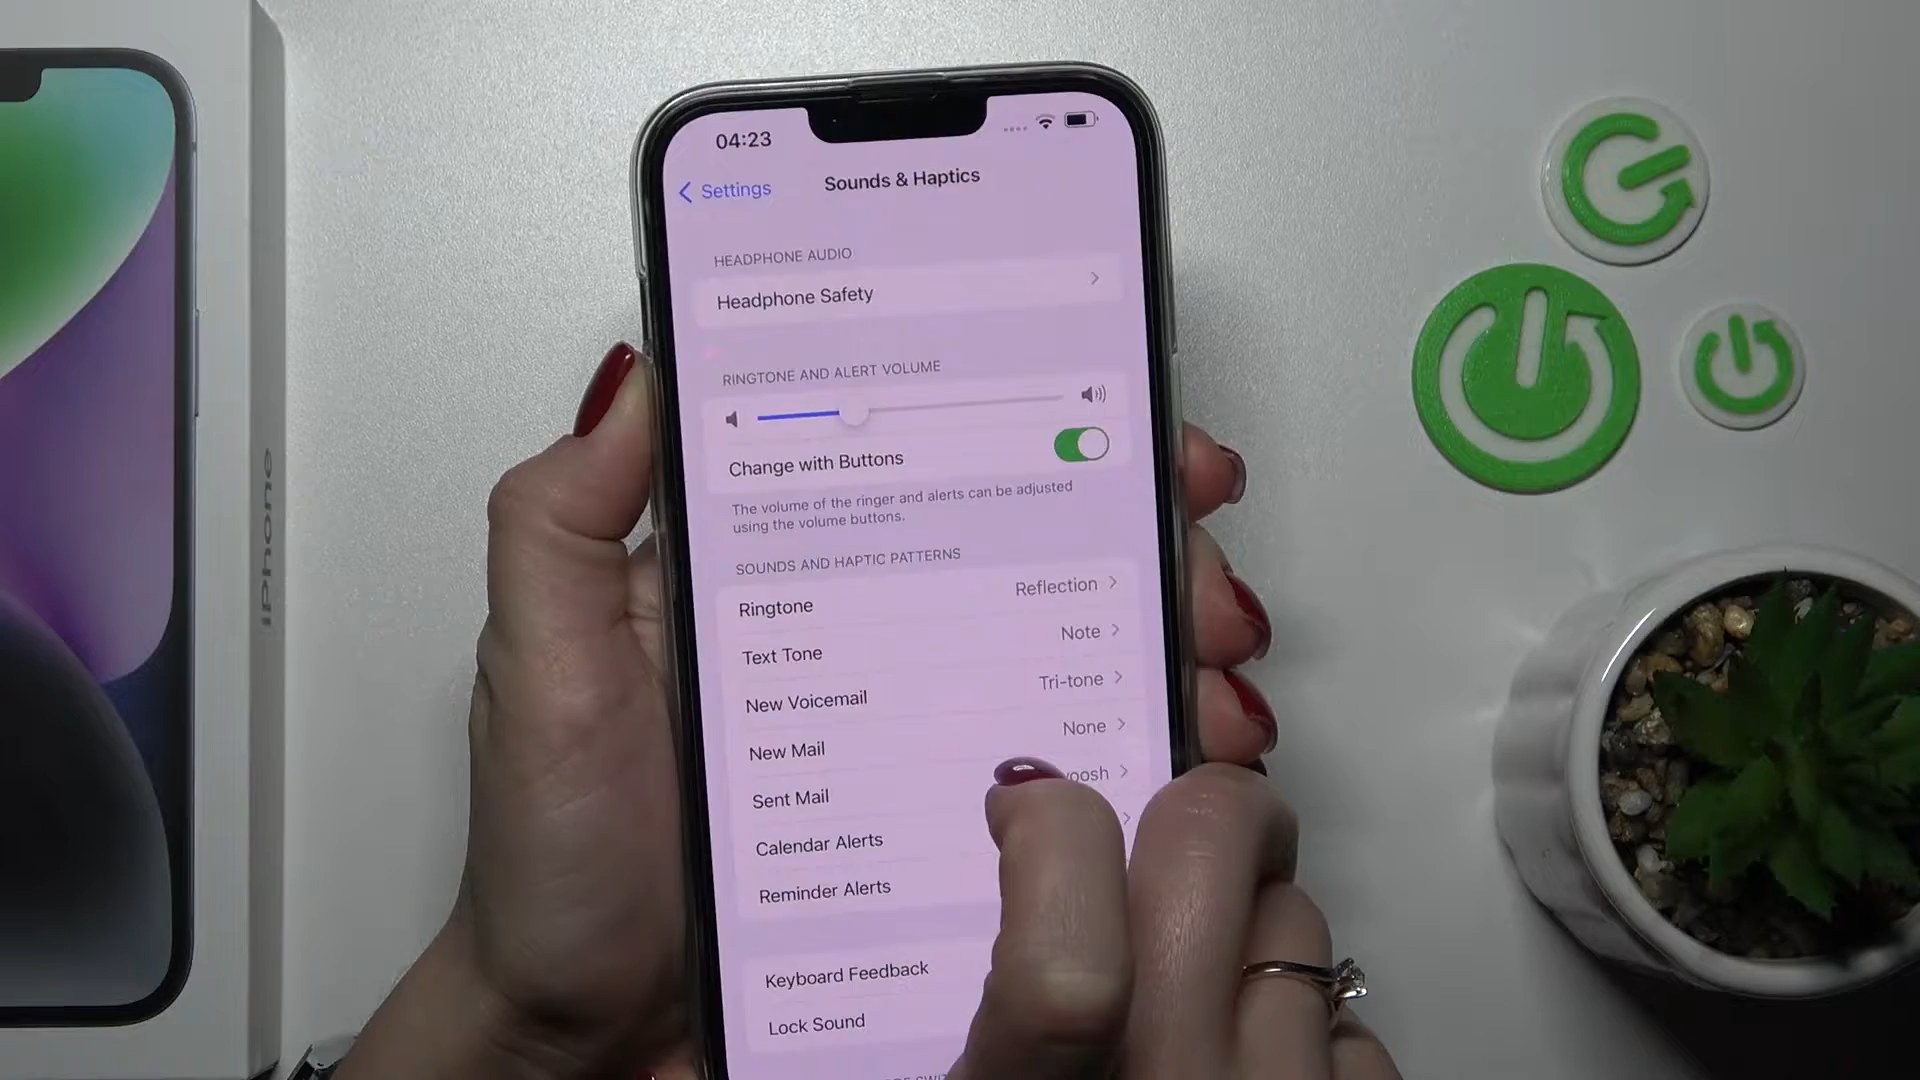 04:23
Settings
Sounds & Haptics
HEADPHONE AUDIO
Headphone Safety
RINGTONE AND ALERT VOLUME
Change with Buttons
The volume of the ringer and alerts can be adjusted
using the volume buttons.
SOUNDS AND HAPTIC PATTERNS
Ringtone Reflection
Text Tone Note
New Voicemail Tri-tone
New Mail None
Sent Mail
Calendar Alerts
Reminder Alerts
Keyboard Feedback
Lock Sound
iPhone